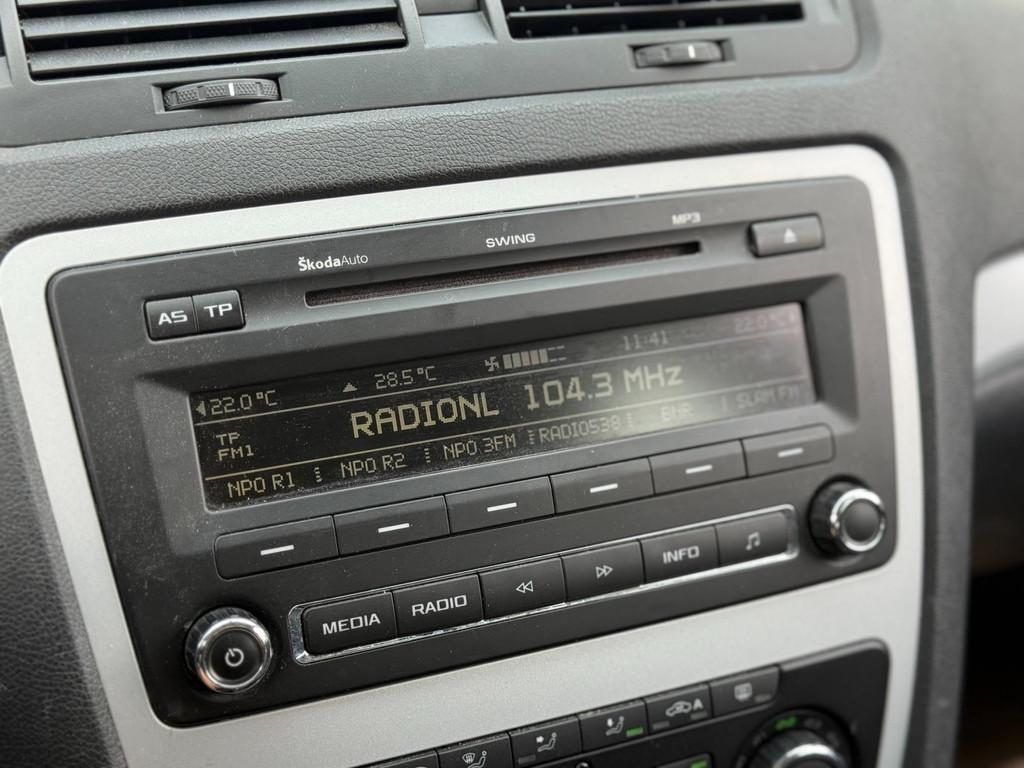 ŠkodaAuto
SWING
MP3
AS TP
22.0°C 28.5°C 11:41 22.0°C
RADIONL 104.3 MHz
TP
FM1
NPO R1 NPO R2 NPO 3FM RADIO538 BNR SLAM!FM
MEDIA RADIO INFO
A